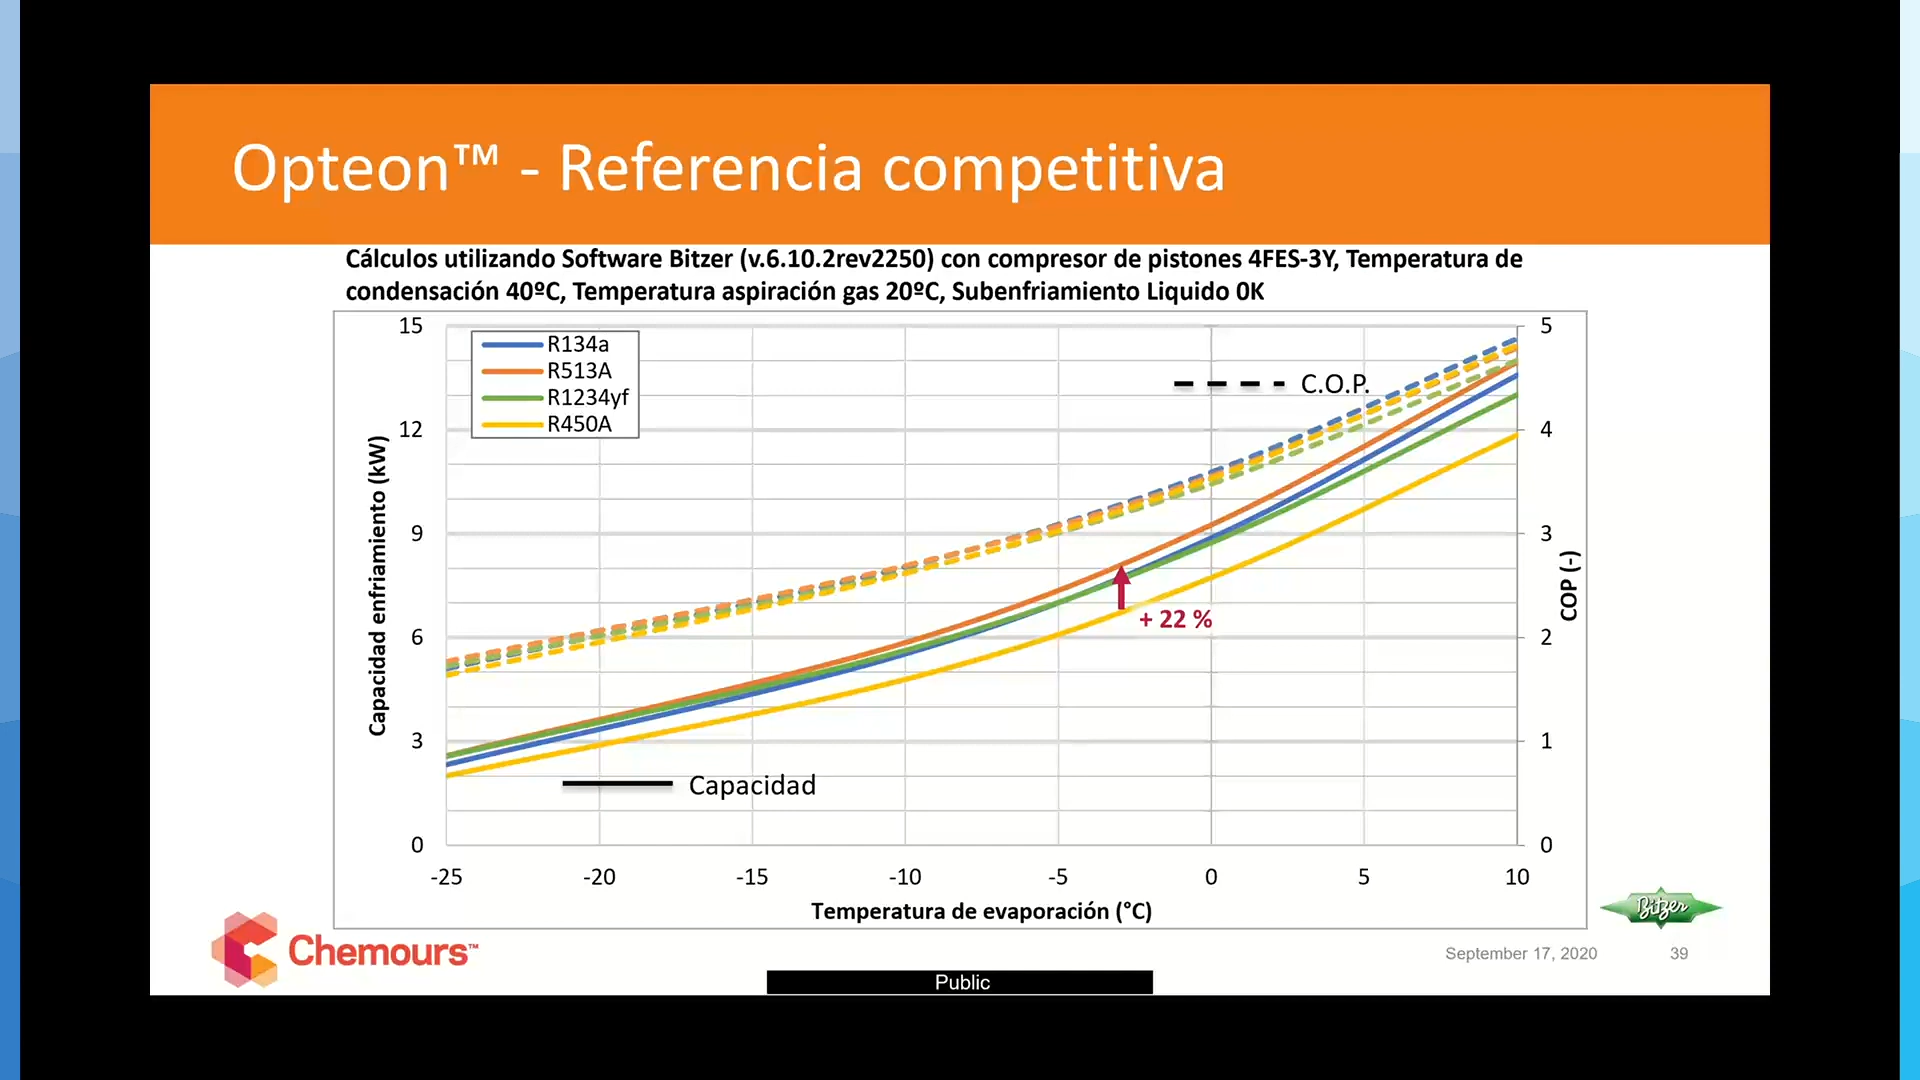 Opteon™ - Referencia competitiva
Cálculos utilizando Software Bitzer (v.6.10.2rev2250) con compresor de pistones 4FES-3Y, Temperatura de
condensación 40ºC, Temperatura aspiración gas 20ºC, Subenfriamiento Liquido 0K
15
12
9
6
3
0
Capacidad enfriamiento (kW)
R134a
R513A
R1234yf
R450A
C.O.P.
+ 22 %
Capacidad
5
4
3
2
1
0
COP (-)
-25 -20 -15 -10 -5 0 5 10
Temperatura de evaporación (°C)
Chemours™
Bitzer
September 17, 2020 39
Public